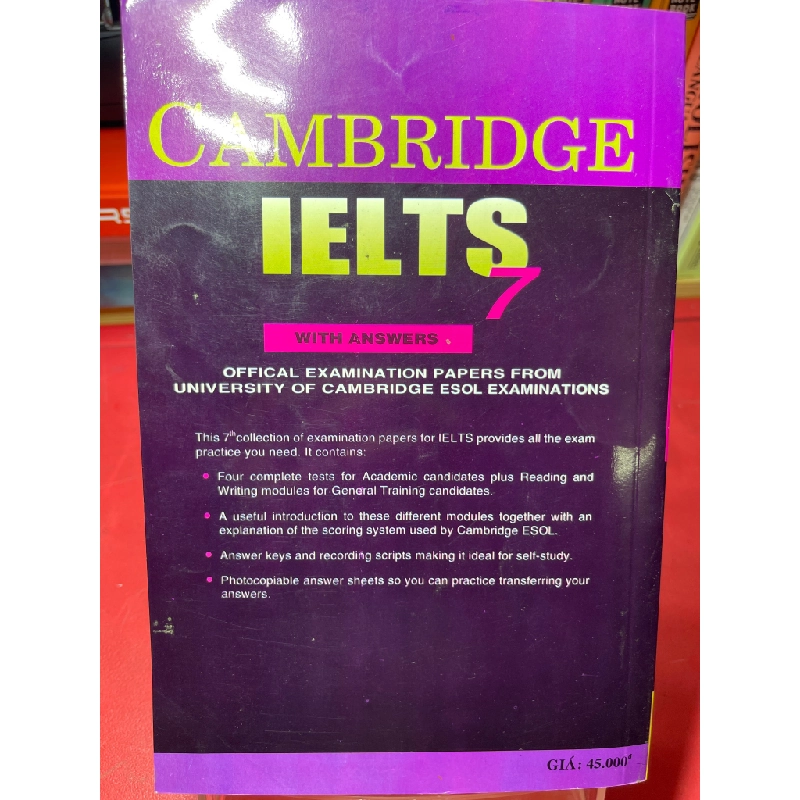 CAMBRIDGE
IELTS
7
WITH ANSWERS
OFFICAL EXAMINATION PAPERS FROM
UNIVERSITY OF CAMBRIDGE ESOL EXAMINATIONS
This 7th collection of examination papers for IELTS provides all the exam
practice you need. It contains:
Four complete tests for Academic candidates plus Reading and
Writing modules for General Training candidates.
A useful introduction to these different modules together with an
explanation of the scoring system used by Cambridge ESOL.
Answer keys and recording scripts making it ideal for self-study.
Photocopiable answer sheets so you can practice transferring your
answers.
GIÁ: 45.000đ